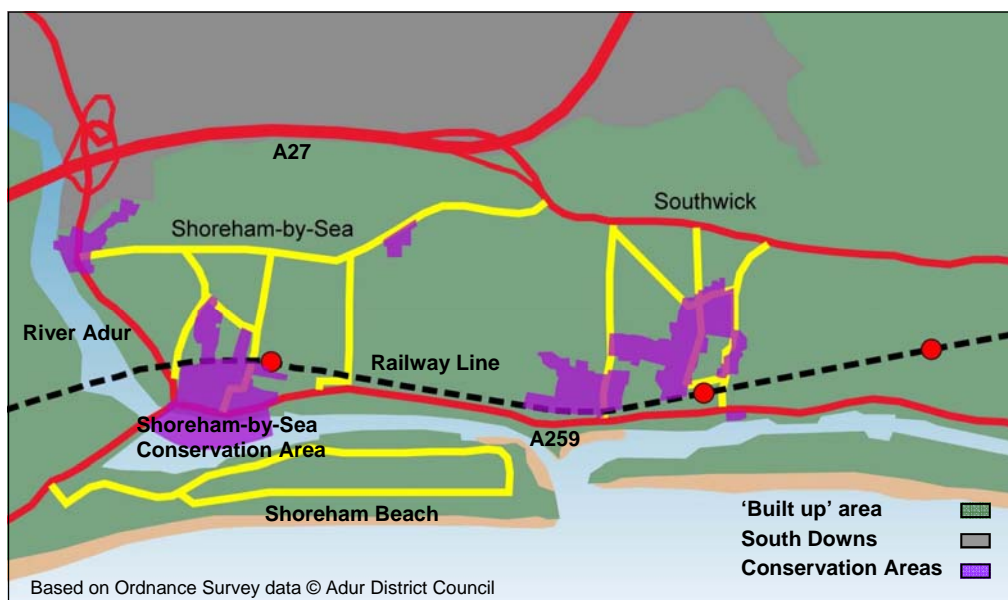 A27
Southwick
Shoreham-by-Sea
River Adur
Railway Line
Shoreham-by-Sea
Conservation Area
A259
Shoreham Beach
‘Built up’ area
South Downs
Conservation Areas
Based on Ordnance Survey data © Adur District Council